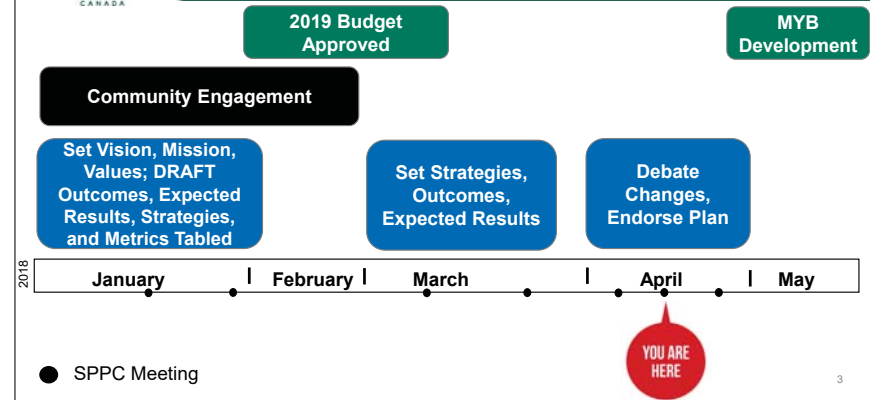 CANADA
2019 Budget
Approved
MYB
Development
Community Engagement
Set Vision, Mission,
Values; DRAFT
Outcomes, Expected
Results, Strategies,
and Metrics Tabled
Set Strategies,
Outcomes,
Expected Results
Debate
Changes,
Endorse Plan
2018
January | February | March | April | May
YOU ARE
HERE
SPPC Meeting
3